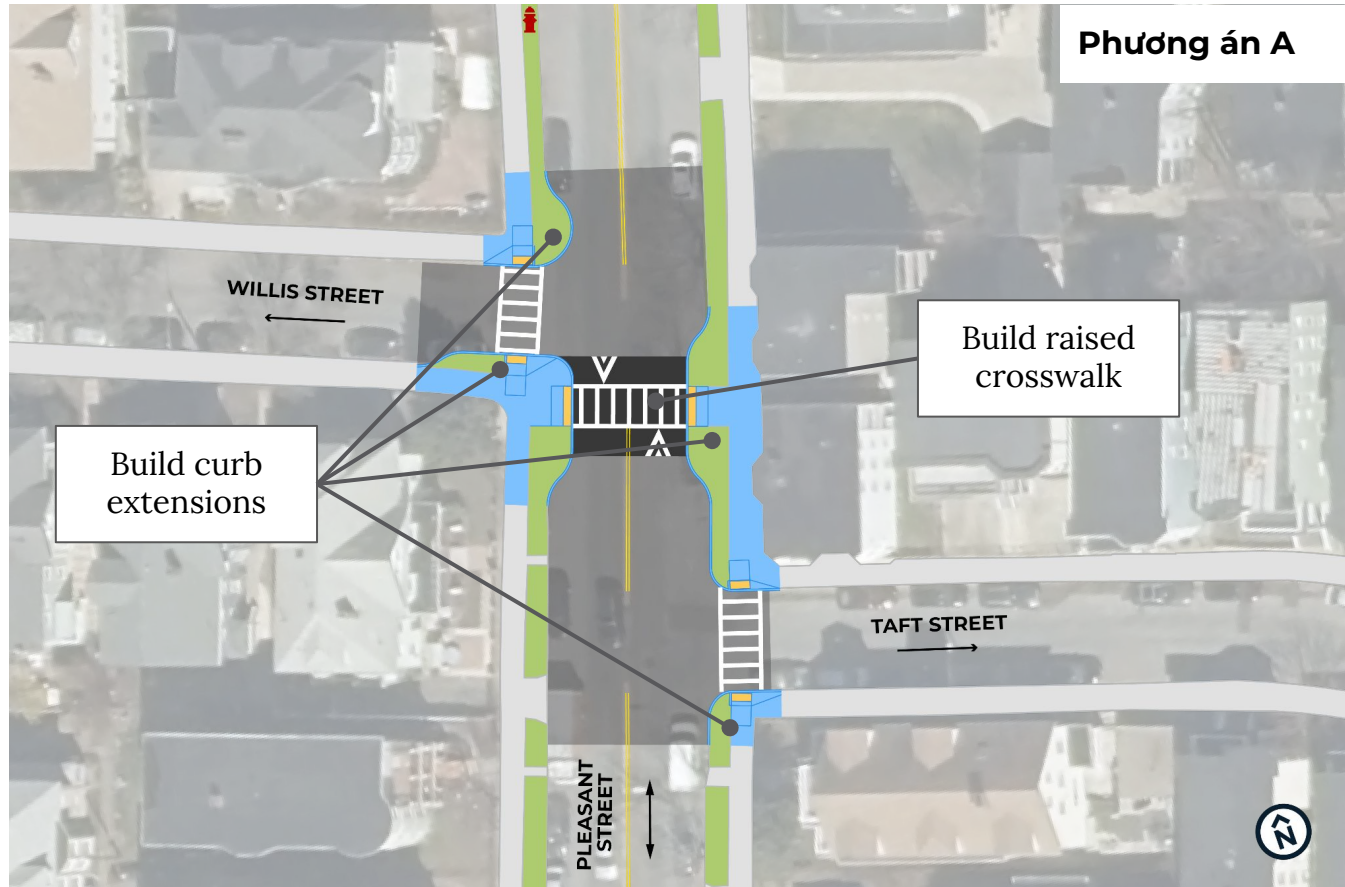 Phương án A
WILLIS STREET
Build raised
crosswalk
Build curb
extensions
TAFT STREET
PLEASANT
STREET
N